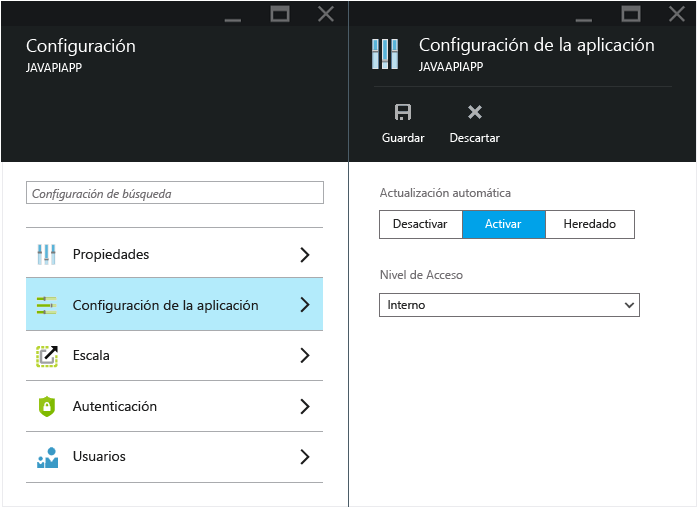 Configuración
JAVAPIAPP
Configuración de búsqueda
Propiedades
Configuración de la aplicación
Escala
Autenticación
Usuarios
Configuración de la aplicación
JAVAAPIAPP
Guardar Descartar
Actualización automática
Desactivar Activar Heredado
Nivel de Acceso
Interno